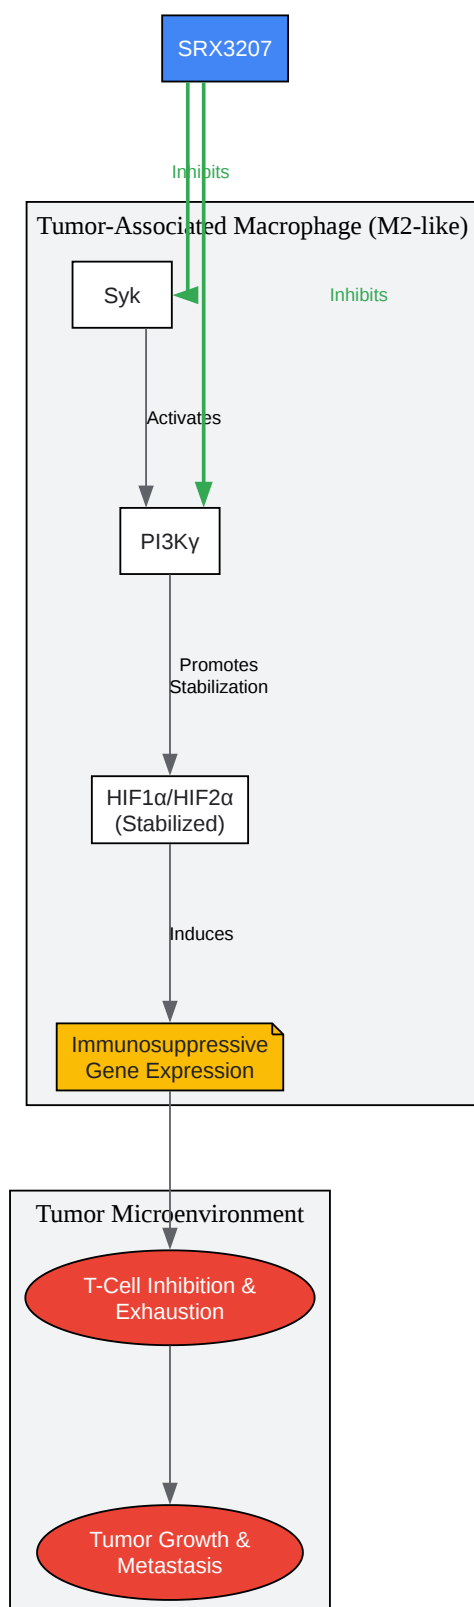 SRX3207
Inhibits
Tumor-Associated Macrophage (M2-like)
Syk
Inhibits
Activates
PI3Kγ
Promotes
Stabilization
HIF1α/HIF2α
(Stabilized)
Induces
Immunosuppressive
Gene Expression
Tumor Microenvironment
T-Cell Inhibition &
Exhaustion
Tumor Growth &
Metastasis